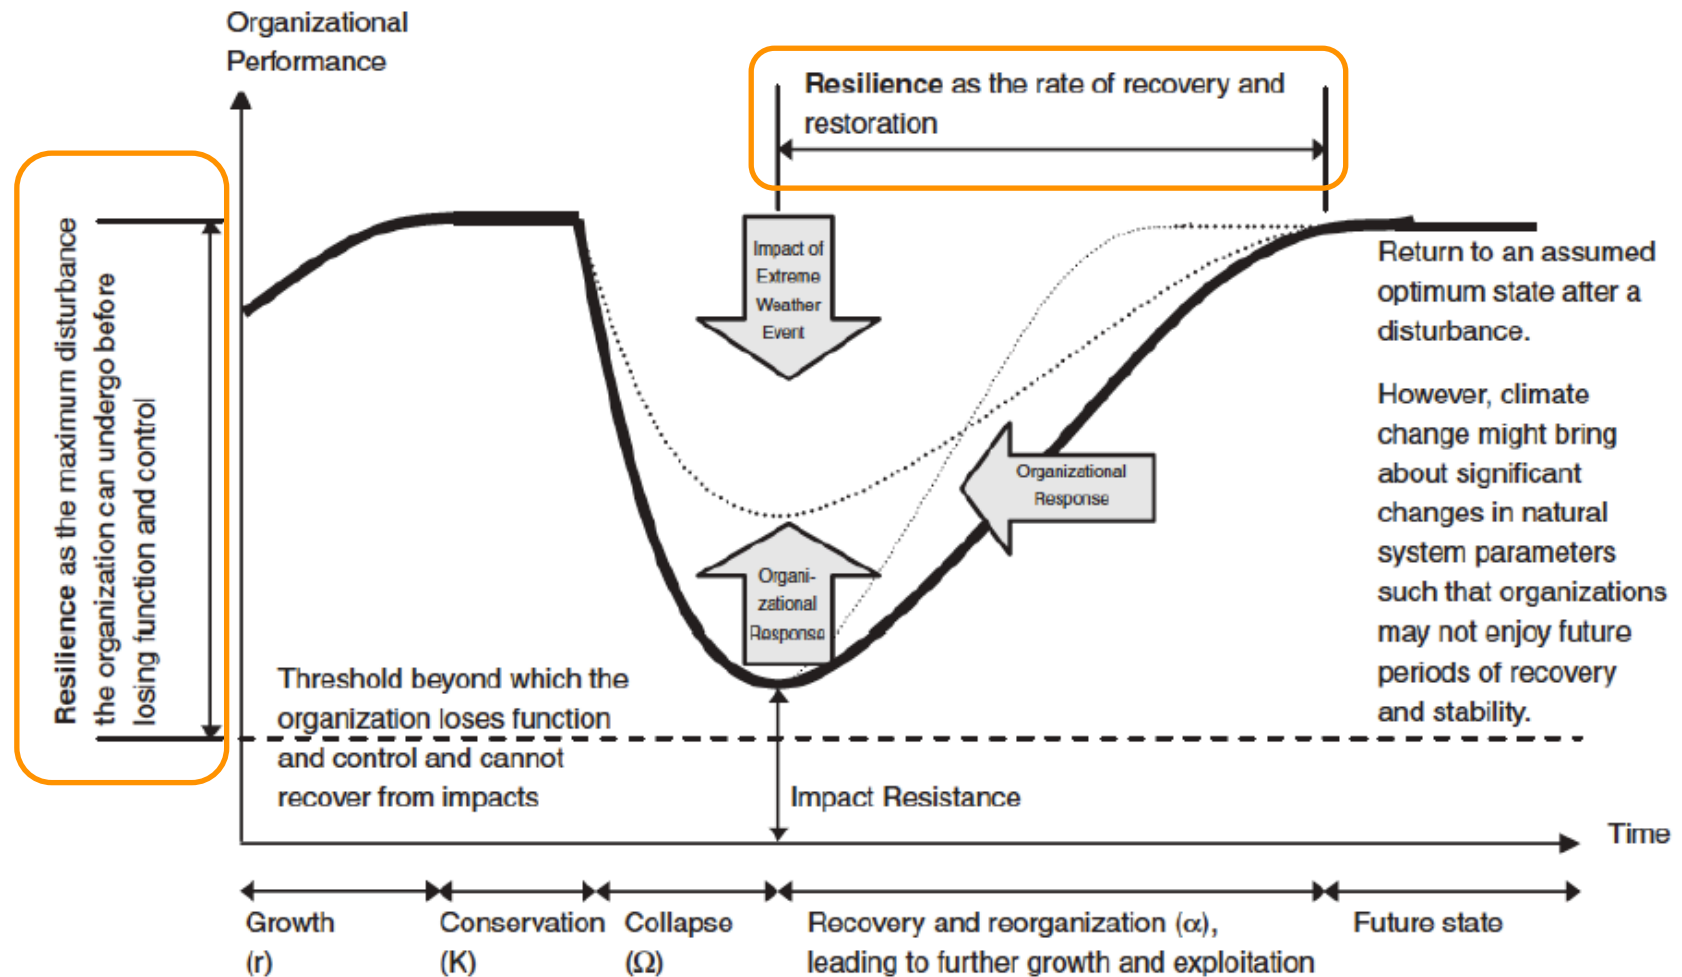 Organizational
Performance
Resilience as the rate of recovery and
restoration
Resilience as the maximum disturbance
the organization can undergo before
losing function and control
Impact of
Extreme
Weather
Event
Return to an assumed
optimum state after a
disturbance.
However, climate
change might bring
about significant
changes in natural
system parameters
such that organizations
may not enjoy future
periods of recovery
and stability.
Organizational
Response
Organi-
zational
Response
Threshold beyond which the
organization loses function
and control and cannot
recover from impacts
Impact Resistance
Time
Growth
(r)
Conservation
(K)
Collapse
(Ω)
Recovery and reorganization (α),
leading to further growth and exploitation
Future state